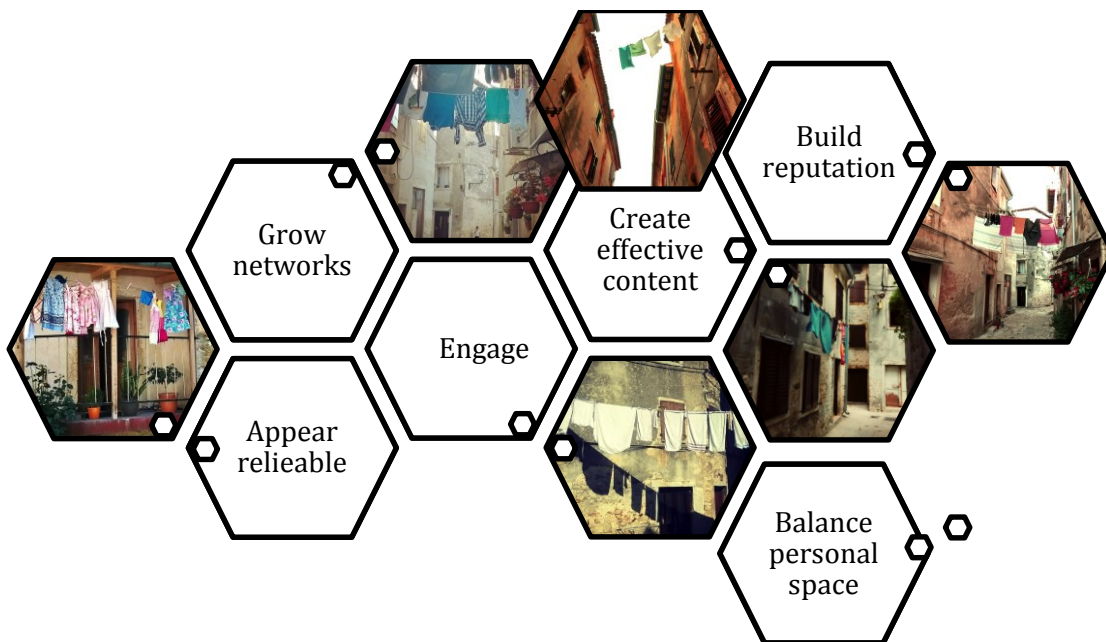 Build
reputation
Grow
networks
Create
effective
content
Engage
Appear
relieable
Balance
personal
space